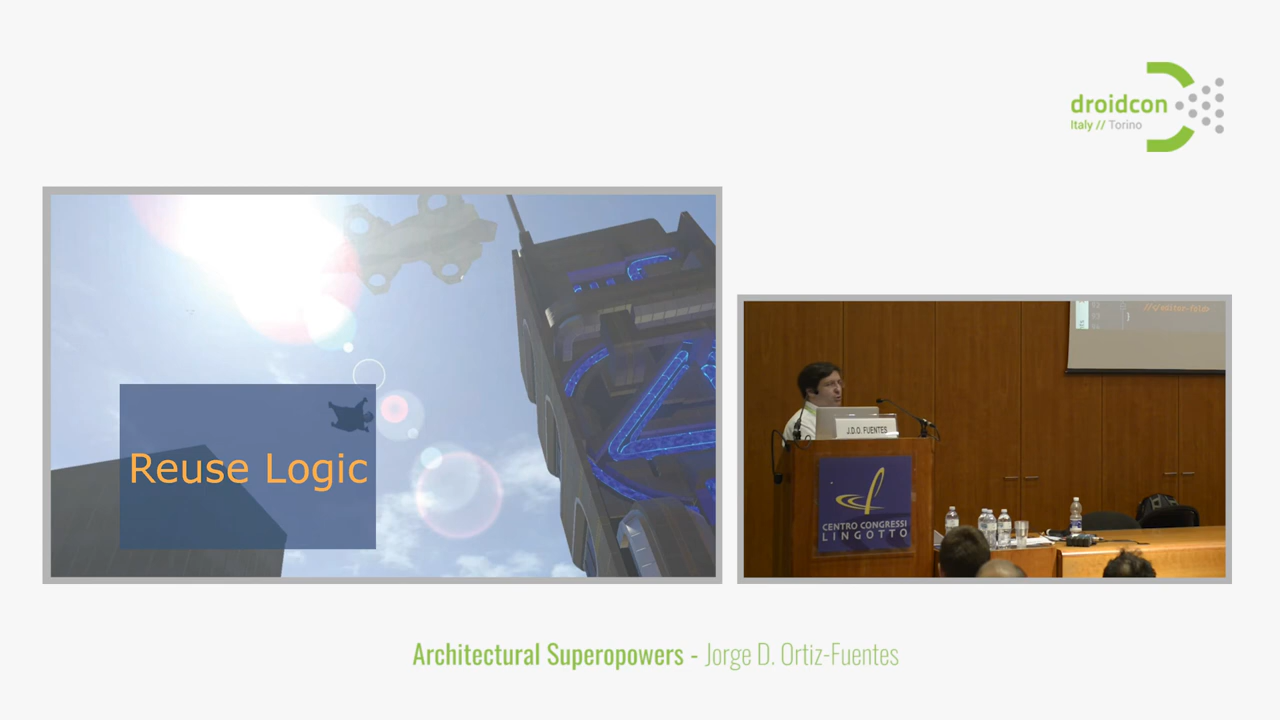 droidcon
Italy // Torino
Reuse Logic
J.D.O. FUENTES
CENTRO CONGRESSI
LINGOTTO
Architectural Superopowers - Jorge D. Ortiz-Fuentes